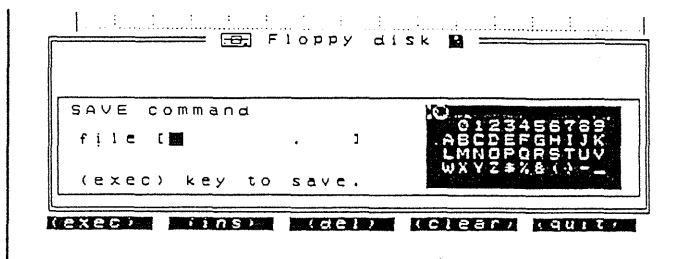 Floppy disk
SAVE command
file [ . ]
(exec) key to save.
0123456789
ABCDEFGHIJK
LMNOPQRSTUV
WXYZ#%&()-_
(exec) (ins) (del) (clear) (quit)